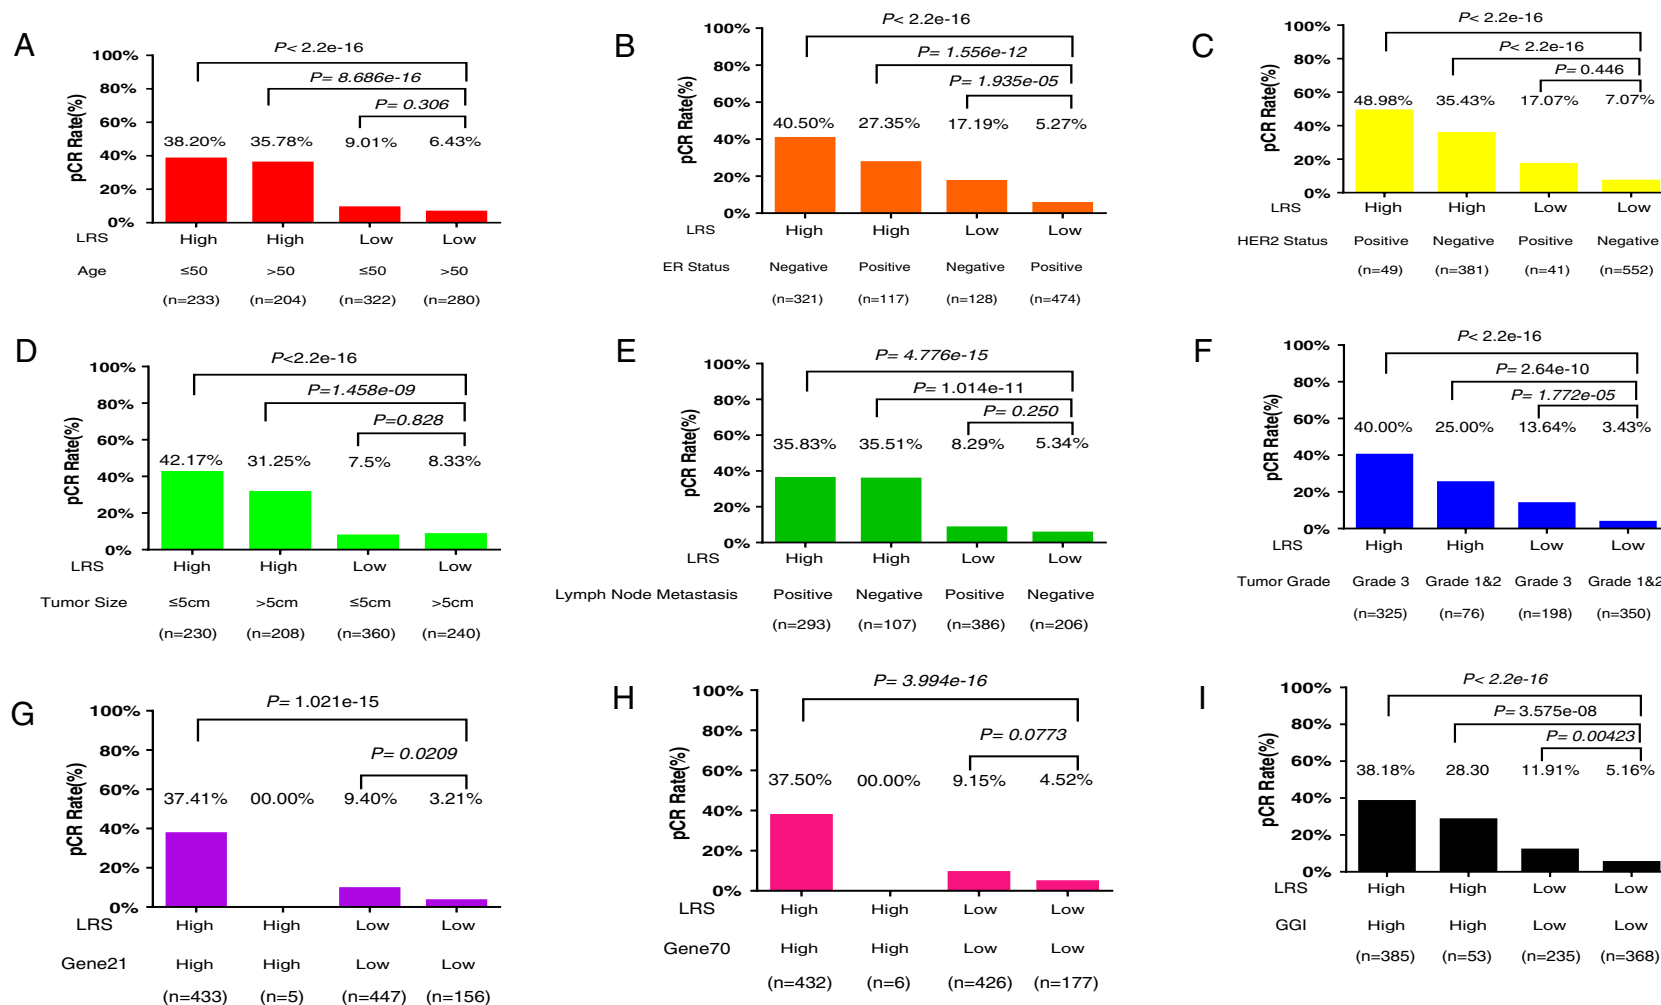 A
P< 2.2e-16
P= 8.686e-16
P= 0.306
100%
80%
60%
40%
20%
0%
pCR Rate(%)
38.20% 35.78% 9.01% 6.43%
LRS High High Low Low
Age ≤50 >50 ≤50 >50
(n=233) (n=204) (n=322) (n=280)
B
P< 2.2e-16
P= 1.556e-12
P= 1.935e-05
100%
80%
60%
40%
20%
0%
pCR Rate(%)
40.50% 27.35% 17.19% 5.27%
LRS High High Low Low
ER Status Negative Positive Negative Positive
(n=321) (n=117) (n=128) (n=474)
C
P< 2.2e-16
P< 2.2e-16
P= 0.446
100%
80%
60%
40%
20%
0%
pCR Rate(%)
48.98% 35.43% 17.07% 7.07%
LRS High High Low Low
HER2 Status Positive Negative Positive Negative
(n=49) (n=381) (n=41) (n=552)
D
P<2.2e-16
P=1.458e-09
P=0.828
100%
80%
60%
40%
20%
0%
pCR Rate(%)
42.17% 31.25% 7.5% 8.33%
LRS High High Low Low
Tumor Size ≤5cm >5cm ≤5cm >5cm
(n=230) (n=208) (n=360) (n=240)
E
P= 4.776e-15
P= 1.014e-11
P= 0.250
100%
80%
60%
40%
20%
0%
pCR Rate(%)
35.83% 35.51% 8.29% 5.34%
LRS High High Low Low
Lymph Node Metastasis Positive Negative Positive Negative
(n=293) (n=107) (n=386) (n=206)
F
P< 2.2e-16
P= 2.64e-10
P= 1.772e-05
100%
80%
60%
40%
20%
0%
pCR Rate(%)
40.00% 25.00% 13.64% 3.43%
LRS High High Low Low
Tumor Grade Grade 3 Grade 1&2 Grade 3 Grade 1&2
(n=325) (n=76) (n=198) (n=350)
G
P= 1.021e-15
P= 0.0209
100%
80%
60%
40%
20%
0%
pCR Rate(%)
37.41% 00.00% 9.40% 3.21%
LRS High High Low Low
Gene21 High High Low Low
(n=433) (n=5) (n=447) (n=156)
H
P= 3.994e-16
P= 0.0773
100%
80%
60%
40%
20%
0%
pCR Rate(%)
37.50% 00.00% 9.15% 4.52%
LRS High High Low Low
Gene70 High High Low Low
(n=432) (n=6) (n=426) (n=177)
I
P< 2.2e-16
P= 3.575e-08
P= 0.00423
100%
80%
60%
40%
20%
0%
pCR Rate(%)
38.18% 28.30 11.91% 5.16%
LRS High High Low Low
GGI High High Low Low
(n=385) (n=53) (n=235) (n=368)